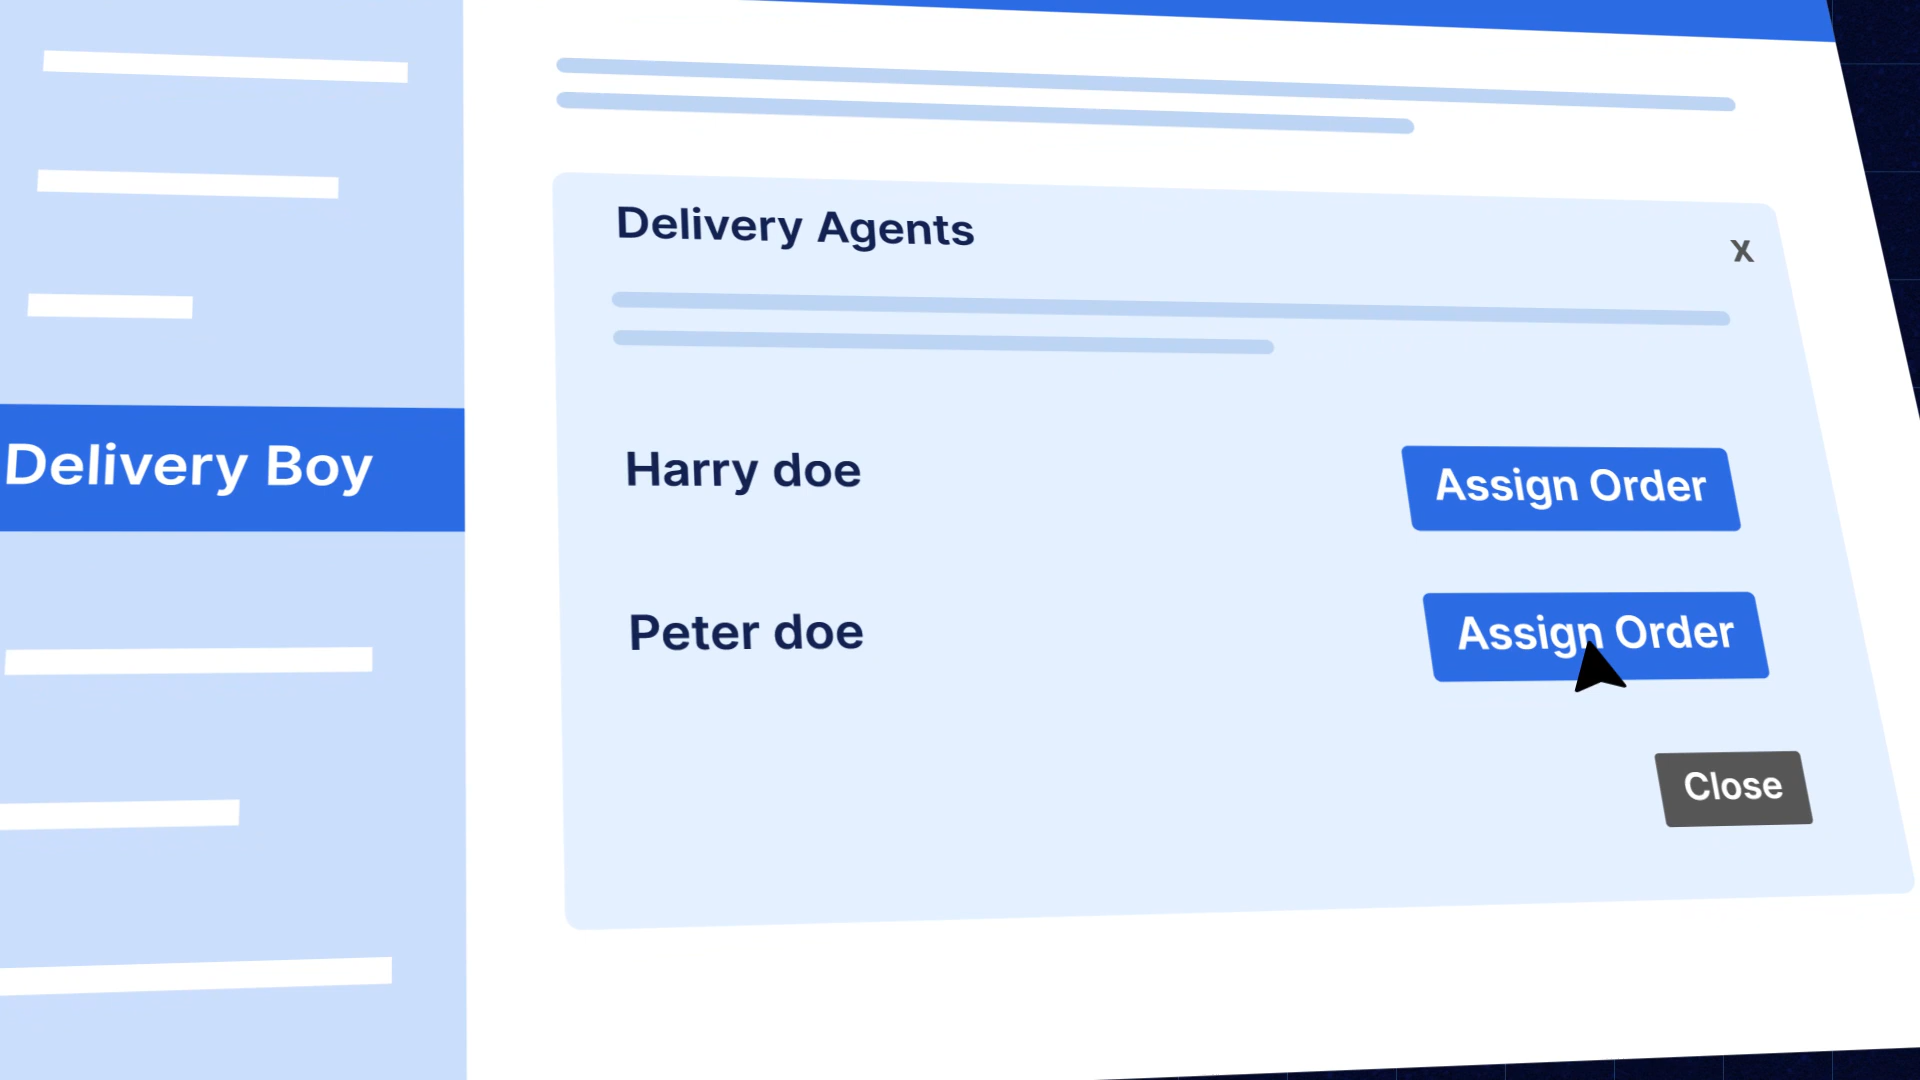 Delivery Boy
Delivery Agents
X
Harry doe
Assign Order
Peter doe
Assign Order
Close